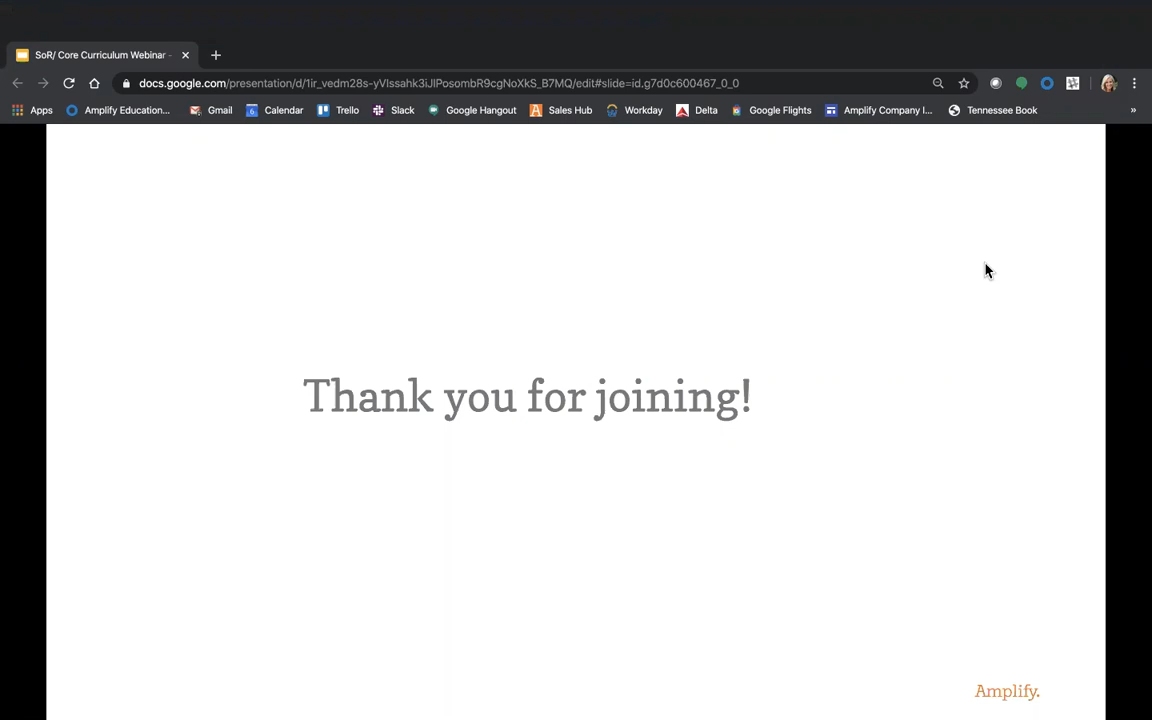 SoR/ Core Curriculum Webinar -
docs.google.com/presentation/d/1ir_vedm28s-yVIssahk3iJlPosombR9cgNoXkS_B7MQ/edit#slide=id.g7d0c600467_0_0
Apps Amplify Education... Gmail Calendar Trello Slack Google Hangout Sales Hub Workday Delta Google Flights Amplify Company I... Tennessee Book »
Thank you for joining!
Amplify.